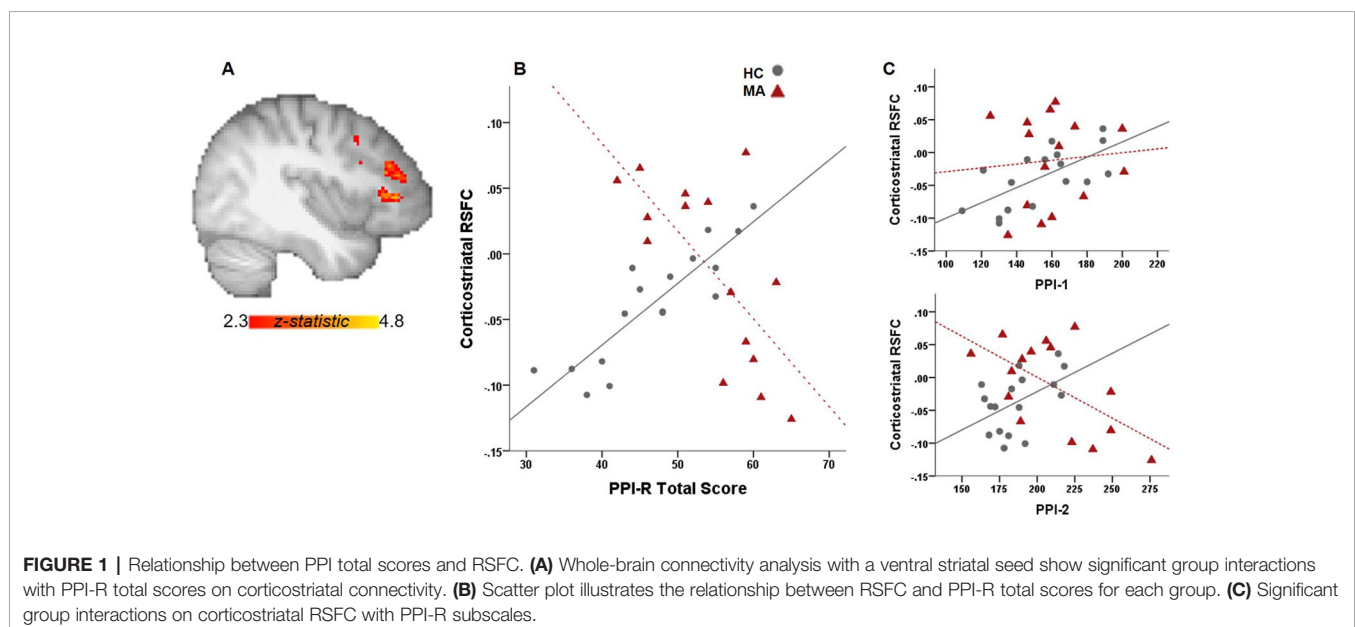 A
2.3 z-statistic 4.8
B
HC
MA
Corticostriatal RSFC
.10
.05
.00
-.05
-.10
-.15
30 40 50 60 70
PPI-R Total Score
C
Corticostriatal RSFC
.10
.05
.00
-.05
-.10
-.15
100 120 140 160 180 200 220
PPI-1
Corticostriatal RSFC
.10
.05
.00
-.05
-.10
-.15
150 175 200 225 250 275
PPI-2
FIGURE 1 | Relationship between PPI total scores and RSFC. (A) Whole-brain connectivity analysis with a ventral striatal seed show significant group interactions
with PPI-R total scores on corticostriatal connectivity. (B) Scatter plot illustrates the relationship between RSFC and PPI-R total scores for each group. (C) Significant
group interactions on corticostriatal RSFC with PPI-R subscales.